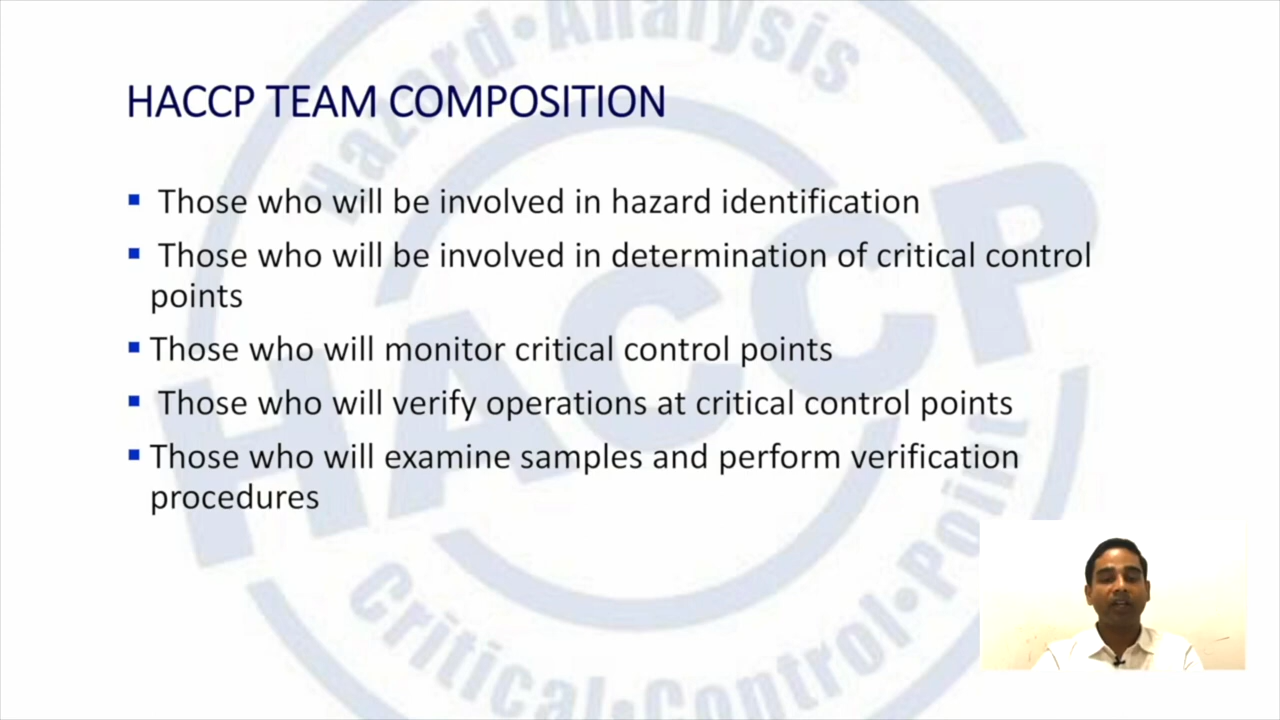 HACCP TEAM COMPOSITION
Those who will be involved in hazard identification
Those who will be involved in determination of critical control
points
Those who will monitor critical control points
Those who will verify operations at critical control points
Those who will examine samples and perform verification
procedures
Hazard•Analysis
HACCP
Critical•Control•Point